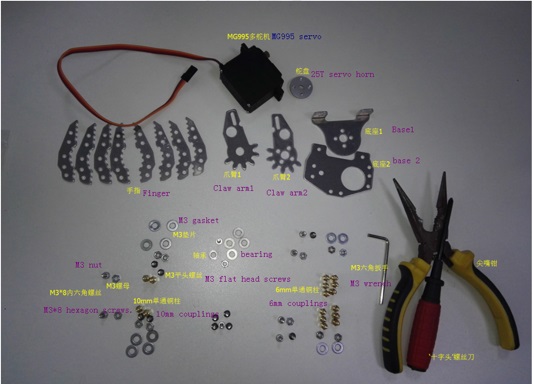 MG995多舵机 MG995 servo
舵盘 25T servo horn
底座1 Base1
底座2 base 2
爪臂1
Claw arm1
爪臂2
Claw arm2
手指 Finger
M3 gasket
M3垫片
轴承 bearing
M3 nut
M3螺母
M3平头螺丝 M3 flat head screws
M3六角扳手
M3 wrench
尖嘴钳
M3*8内六角螺丝
M3*8 hexagon screws.
10mm单通铜柱
10mm couplings
6mm单通铜柱
6am couplings
"十字头"螺丝刀